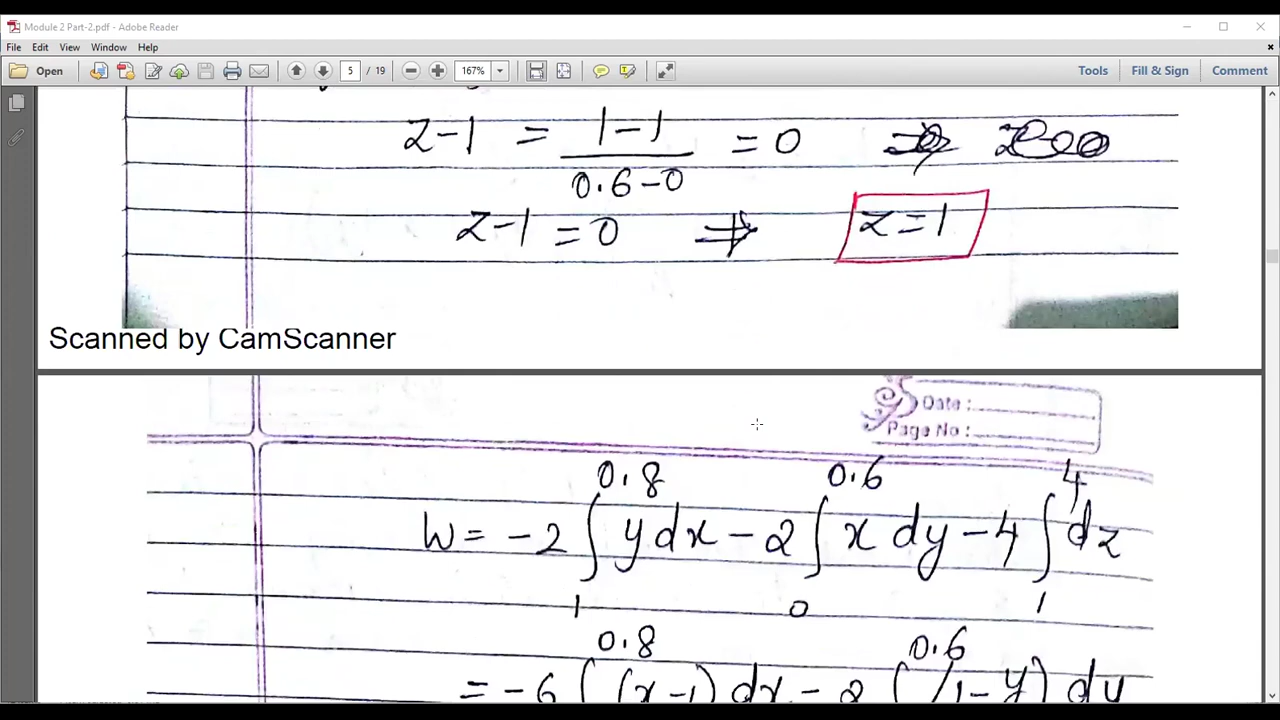 Module 2 Part-2.pdf - Adobe Reader
File Edit View Window Help
Open 5 / 19 167% Tools Fill & Sign Comment
z-1 = 1-1 / 0.6-0 = 0 ⇒
z-1 = 0 ⇒ z=1
Scanned by CamScanner
Date :
Page No :
0.8 0.6 4
W = -2 ∫ y dx - 2 ∫ x dy - 4 ∫ dz
1 0 1
0.8 0.6
= -6 ∫ (x-1) dx - 2 ∫ (1-y) dy